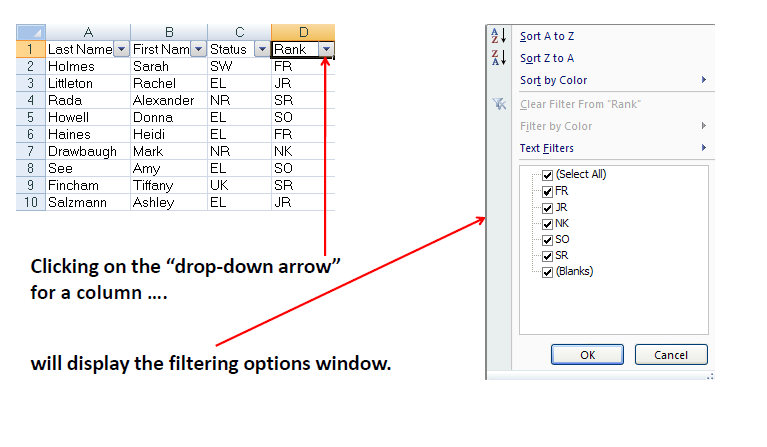 A B C D
1 Last Name First Nam Status Rank
2 Holmes Sarah SW FR
3 Littleton Rachel EL JR
4 Rada Alexander NR SR
5 Howell Donna EL SO
6 Haines Heidi EL FR
7 Drawbaugh Mark NR NK
8 See Amy EL SO
9 Fincham Tiffany UK SR
10 Salzmann Ashley EL JR
Clicking on the “drop-down arrow”
for a column ....
will display the filtering options window.
A Z Sort A to Z
Z A Sort Z to A
Sort by Color
Clear Filter From "Rank"
Filter by Color
Text Filters
(Select All)
FR
JR
NK
SO
SR
(Blanks)
OK Cancel